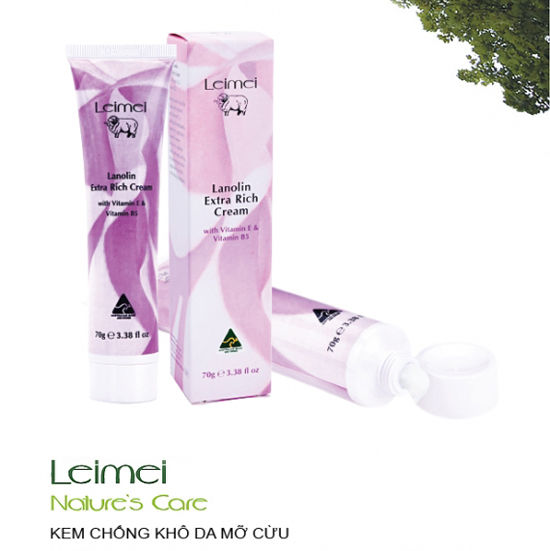 Leimei
Lanolin
Extra Rich Cream
with Vitamin E &
Vitamin B5
70g ℮ 3.38 fl oz
Leimei
Lanolin
Extra Rich
Cream
with Vitamin E &
Vitamin B5
70g ℮ 3.38 fl oz
70g ℮ 3.38 fl oz
Leimei
Nature's Care
KEM CHỐNG KHÔ DA MỠ CỪU